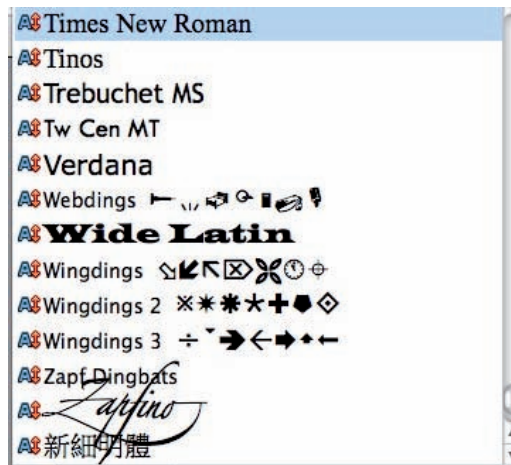 Times New Roman
Tinos
Trebuchet MS
Tw Cen MT
Verdana
Webdings
Wide Latin
Wingdings
Wingdings 2
Wingdings 3
Zapf Dingbats
Zapfino
新細明體